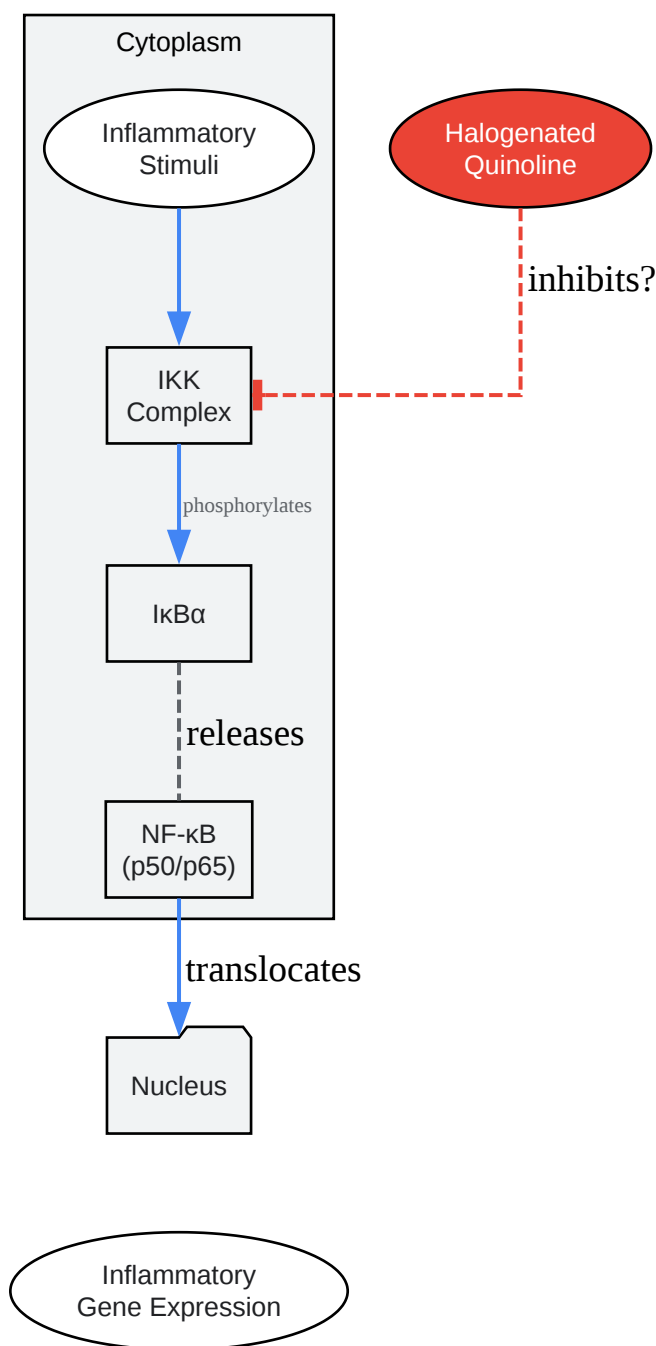 Cytoplasm
Inflammatory
Stimuli
Halogenated
Quinoline
inhibits?
IKK
Complex
phosphorylates
IκBα
releases
NF-κB
(p50/p65)
translocates
Nucleus
Inflammatory
Gene Expression